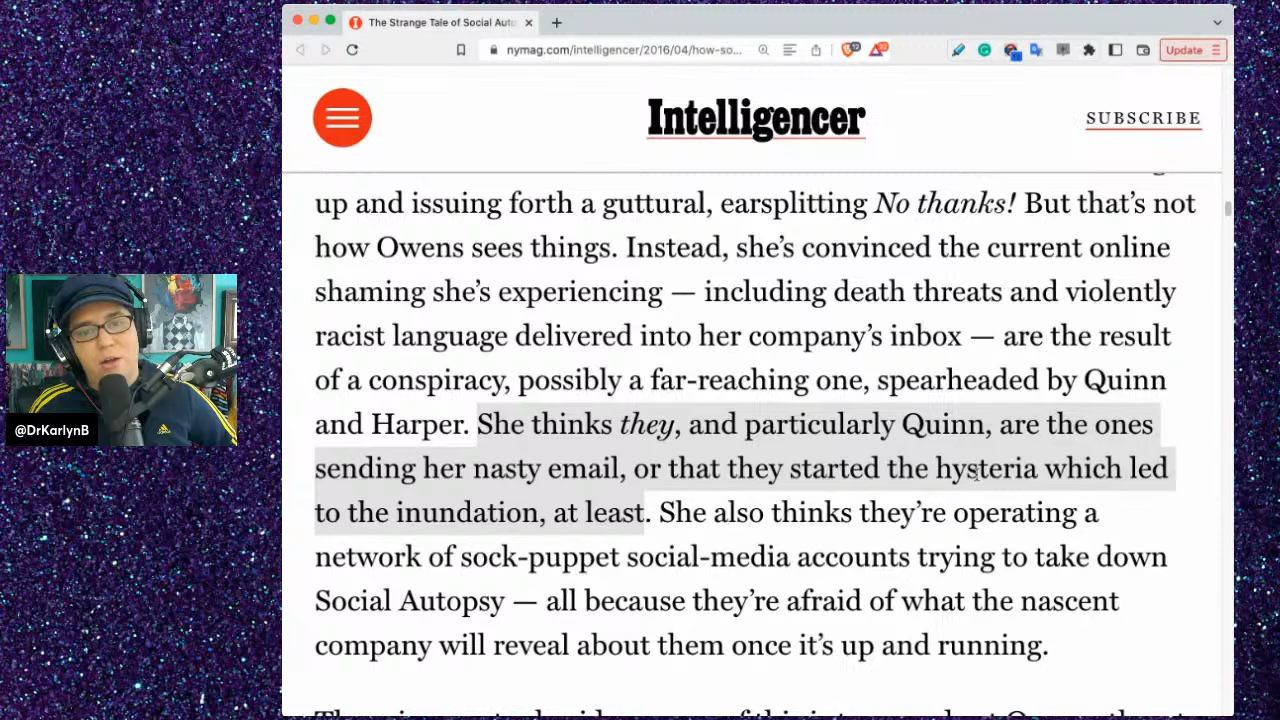 The Strange Tale of Social Auto
nymag.com/intelligencer/2016/04/how-so...
Update
Intelligencer
SUBSCRIBE
up and issuing forth a guttural, earsplitting No thanks! But that’s not
how Owens sees things. Instead, she’s convinced the current online
shaming she’s experiencing — including death threats and violently
racist language delivered into her company’s inbox — are the result
of a conspiracy, possibly a far-reaching one, spearheaded by Quinn
and Harper. She thinks they, and particularly Quinn, are the ones
sending her nasty email, or that they started the hysteria which led
to the inundation, at least. She also thinks they’re operating a
network of sock-puppet social-media accounts trying to take down
Social Autopsy — all because they’re afraid of what the nascent
company will reveal about them once it’s up and running.
@DrKarlynB